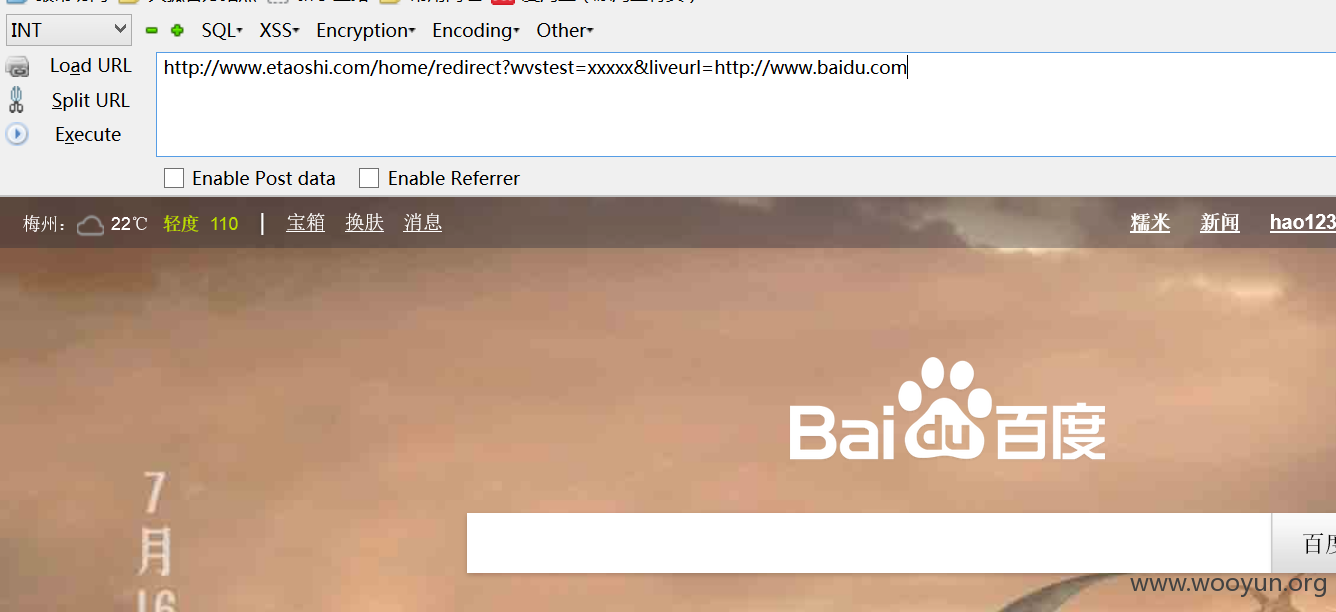 INT SQL XSS Encryption Encoding Other
Load URL
http://www.etaoshi.com/home/redirect?wvstest=xxxxx&liveurl=http://www.baidu.com
Split URL
Execute
Enable Post data Enable Referrer
梅州: 22℃ 轻度 110 | 宝箱 换肤 消息 糯米 新闻 hao123
Bai du 百度
7
月
16
百度
www.wooyun.org